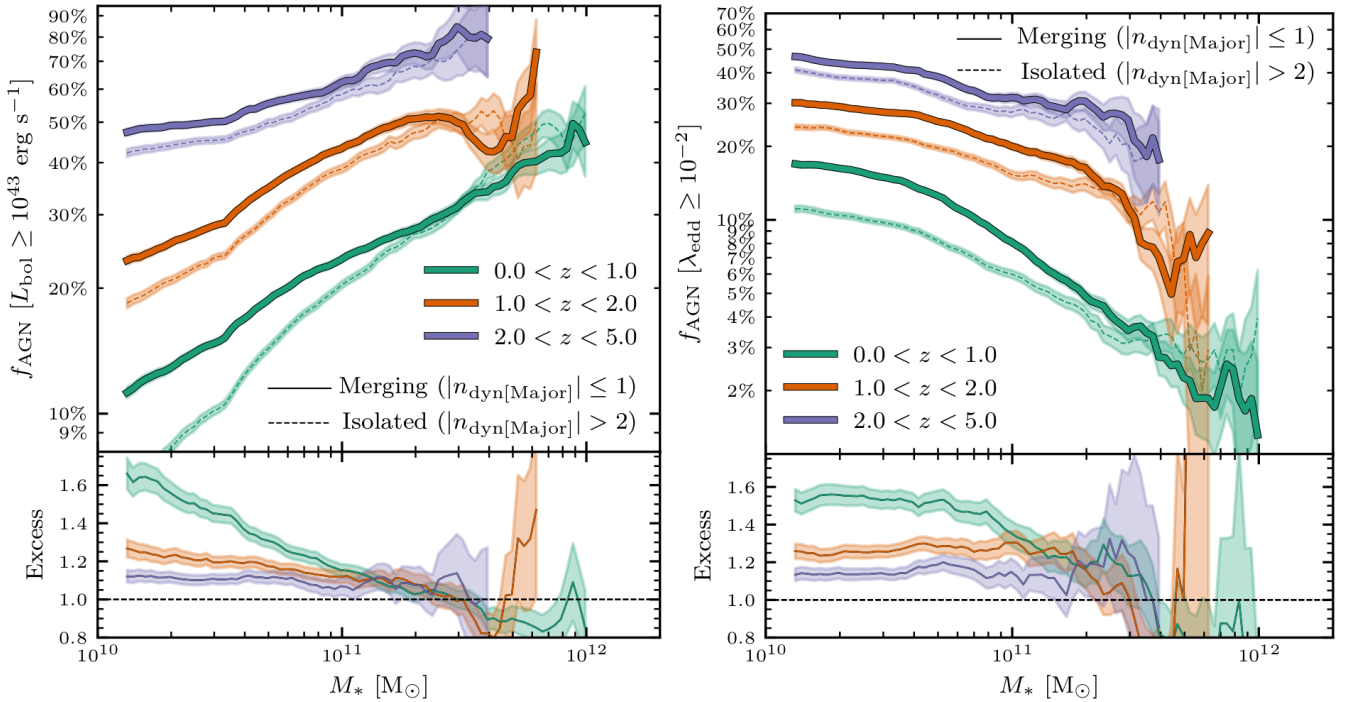 95%
80%
70%
60%
50%
40%
30%
20%
10%
9%
f_AGN [L_bol ≥ 10^43 erg s^−1]
0.0 < z < 1.0
1.0 < z < 2.0
2.0 < z < 5.0
Merging (|n_dyn[Major]| ≤ 1)
Isolated (|n_dyn[Major]| > 2)
1.6
1.4
1.2
1.0
0.8
Excess
10^10
10^11
10^12
M_* [M_⊙]
70%
60%
50%
40%
30%
20%
10%
9%
8%
7%
6%
5%
4%
3%
2%
f_AGN [λ_edd ≥ 10^−2]
Merging (|n_dyn[Major]| ≤ 1)
Isolated (|n_dyn[Major]| > 2)
0.0 < z < 1.0
1.0 < z < 2.0
2.0 < z < 5.0
1.6
1.4
1.2
1.0
0.8
Excess
10^10
10^11
10^12
M_* [M_⊙]